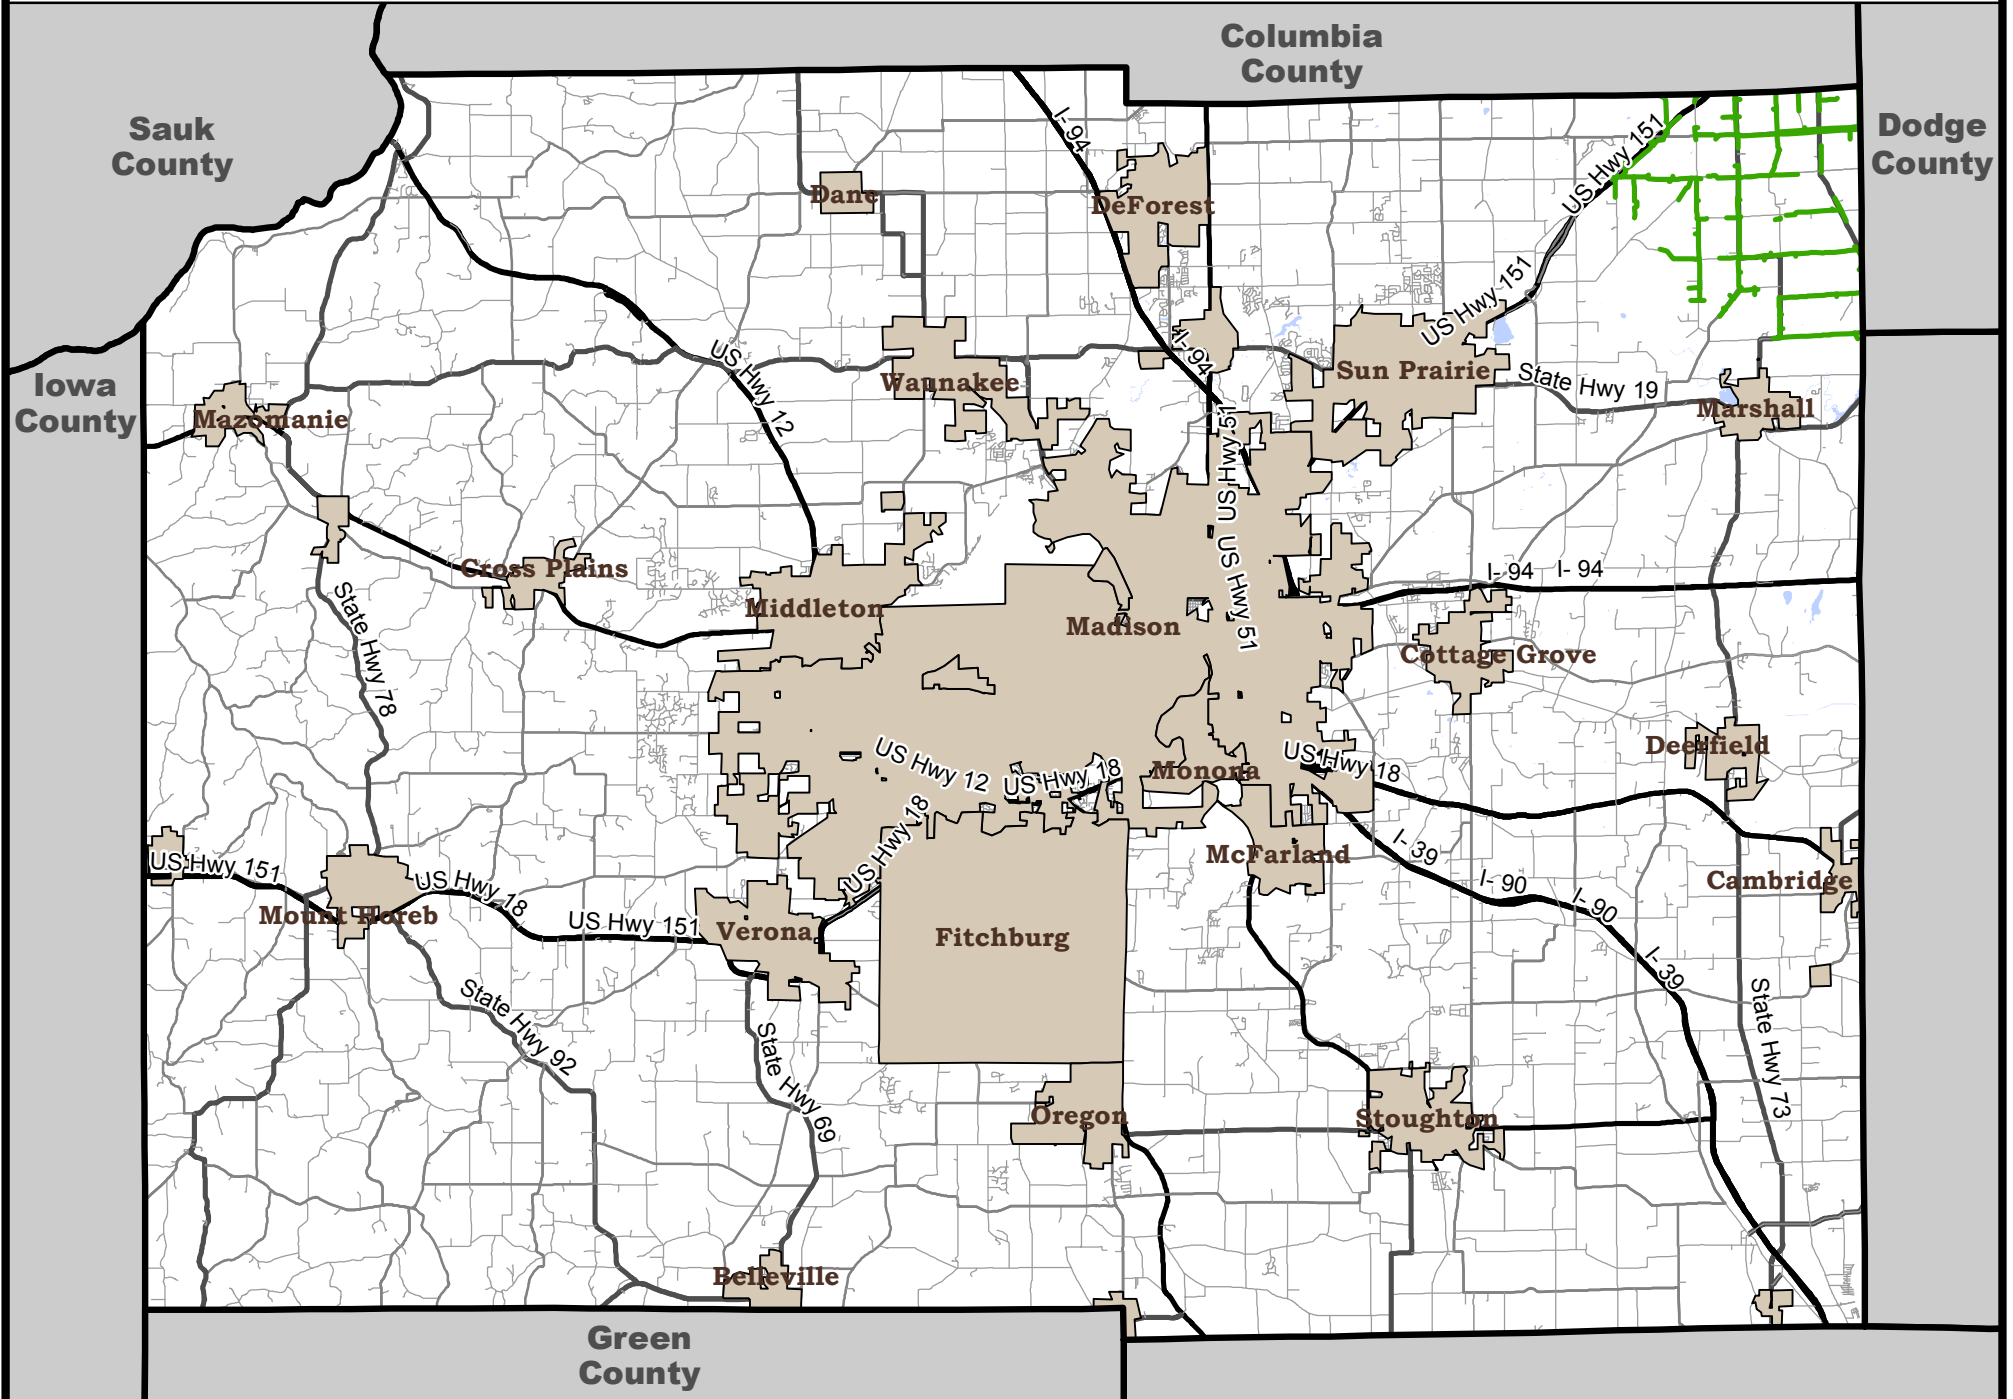 Columbia
County
Sauk
County
Dodge
County
I- 94
US Hwy 151
Dane
DeForest
US Hwy 151
I- 94
US Hwy 12
Waunakee
Sun Prairie
State Hwy 19
Iowa
County
Mazomanie
Marshall
US Hwy 51
Cross Plains
US Hwy 51
I- 94
I- 94
State Hwy 78
Middleton
Madison
Cottage Grove
Deerfield
US Hwy 12
US Hwy 18
Monona
US Hwy 18
US Hwy 18
I- 39
McFarland
US Hwy 151
US Hwy 18
I- 90
Cambridge
I- 90
Mount Horeb
US Hwy 151
Verona
Fitchburg
I- 39
State Hwy 92
State Hwy 69
State Hwy 73
Oregon
Stoughton
Belleville
Green
County